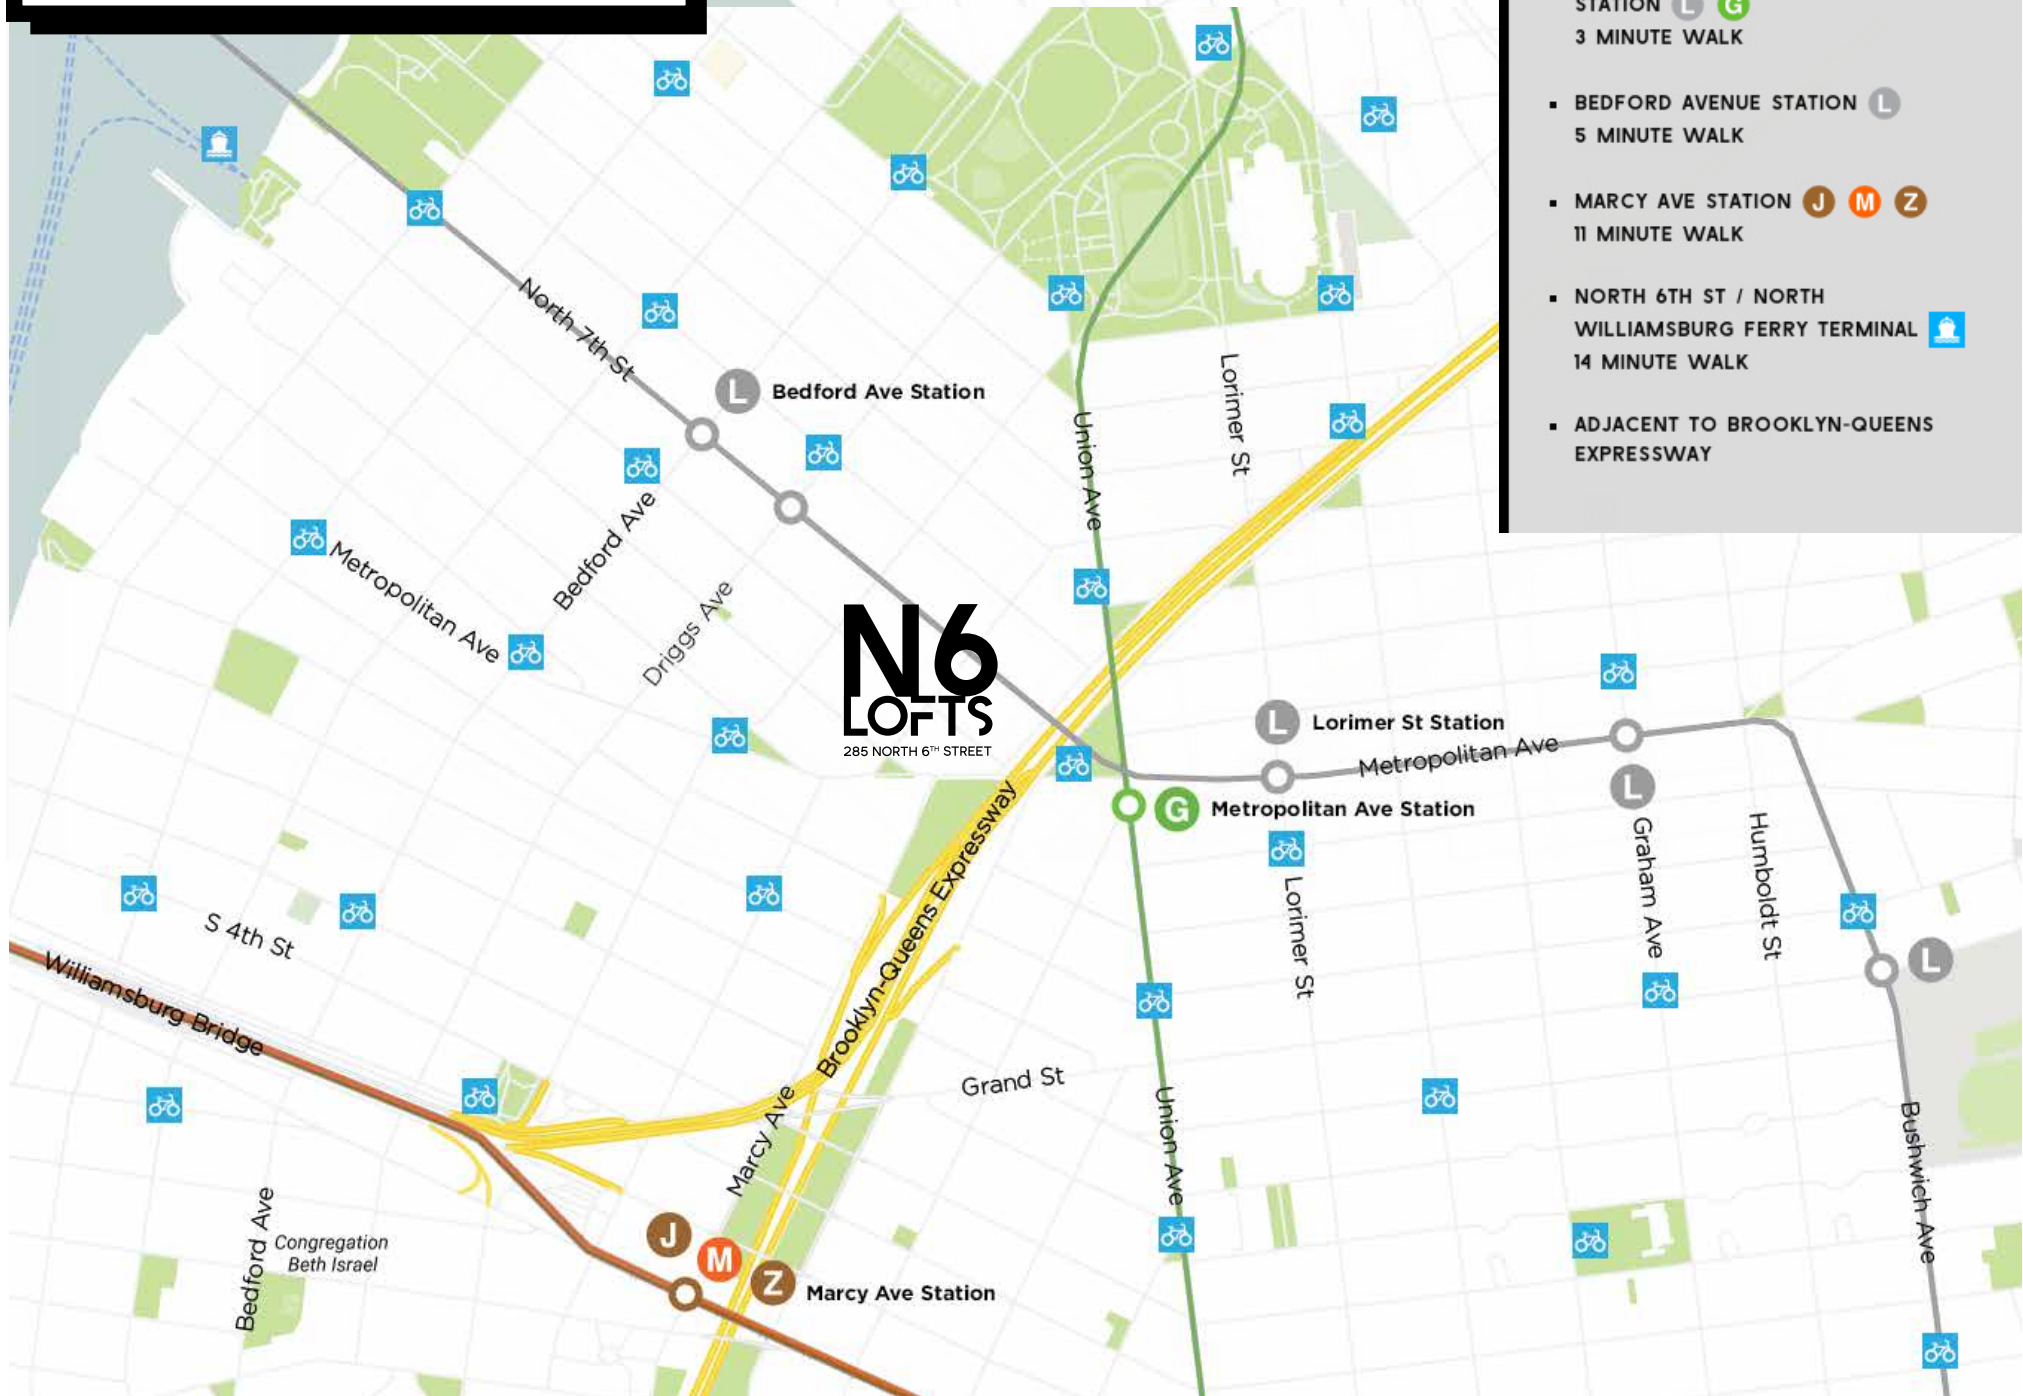 STATION L G
3 MINUTE WALK
▪ BEDFORD AVENUE STATION L
5 MINUTE WALK
▪ MARCY AVE STATION J M Z
11 MINUTE WALK
▪ NORTH 6TH ST / NORTH
WILLIAMSBURG FERRY TERMINAL
14 MINUTE WALK
▪ ADJACENT TO BROOKLYN-QUEENS
EXPRESSWAY
North 7th St
L Bedford Ave Station
Lorimer St
Union Ave
Metropolitan Ave
Bedford Ave
Driggs Ave
N6
LOFTS
285 NORTH 6TH STREET
L Lorimer St Station
Metropolitan Ave
L
G Metropolitan Ave Station
Brooklyn-Queens Expressway
Lorimer St
Graham Ave
Humboldt St
S 4th St
L
Williamsburg Bridge
Grand St
Marcy Ave
Union Ave
Bushwich Ave
Bedford Ave
Congregation
Beth Israel
J
M
Z Marcy Ave Station